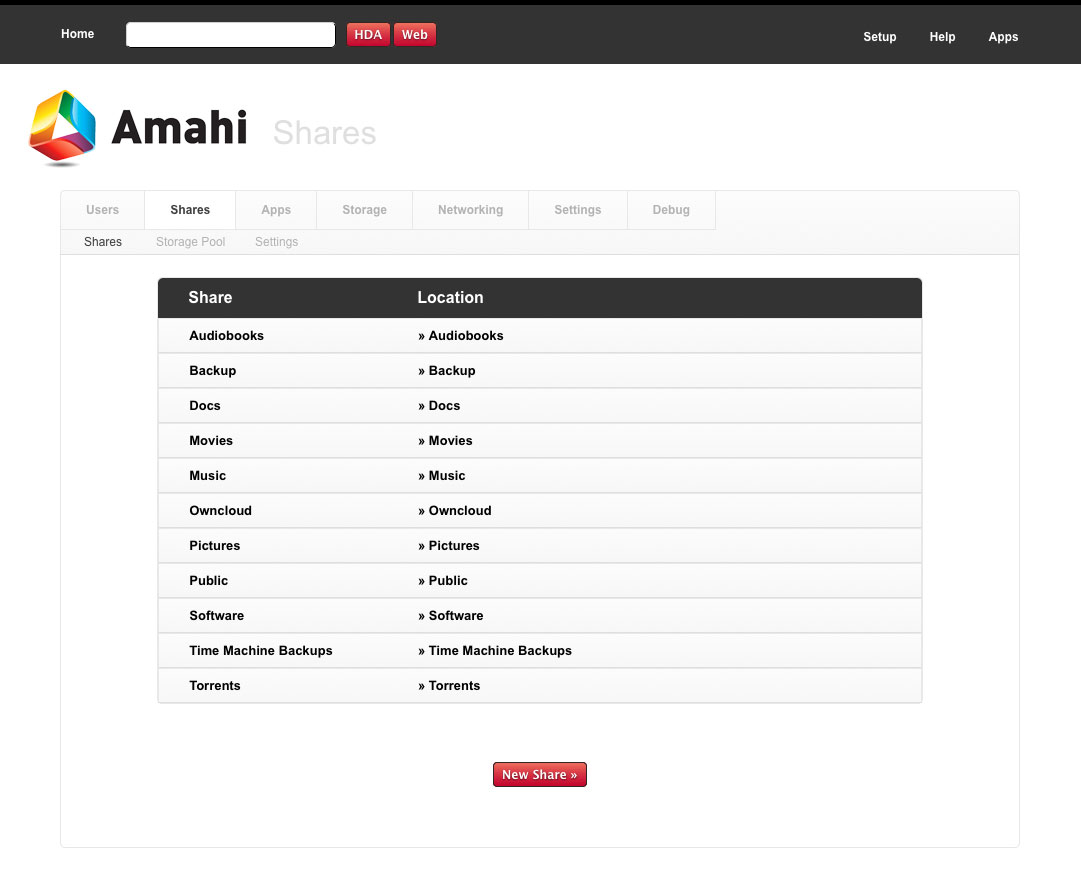 Home HDA Web Setup Help Apps
Amahi Shares
Users Shares Apps Storage Networking Settings Debug
Shares Storage Pool Settings
Share Location
Audiobooks » Audiobooks
Backup » Backup
Docs » Docs
Movies » Movies
Music » Music
Owncloud » Owncloud
Pictures » Pictures
Public » Public
Software » Software
Time Machine Backups » Time Machine Backups
Torrents » Torrents
New Share »